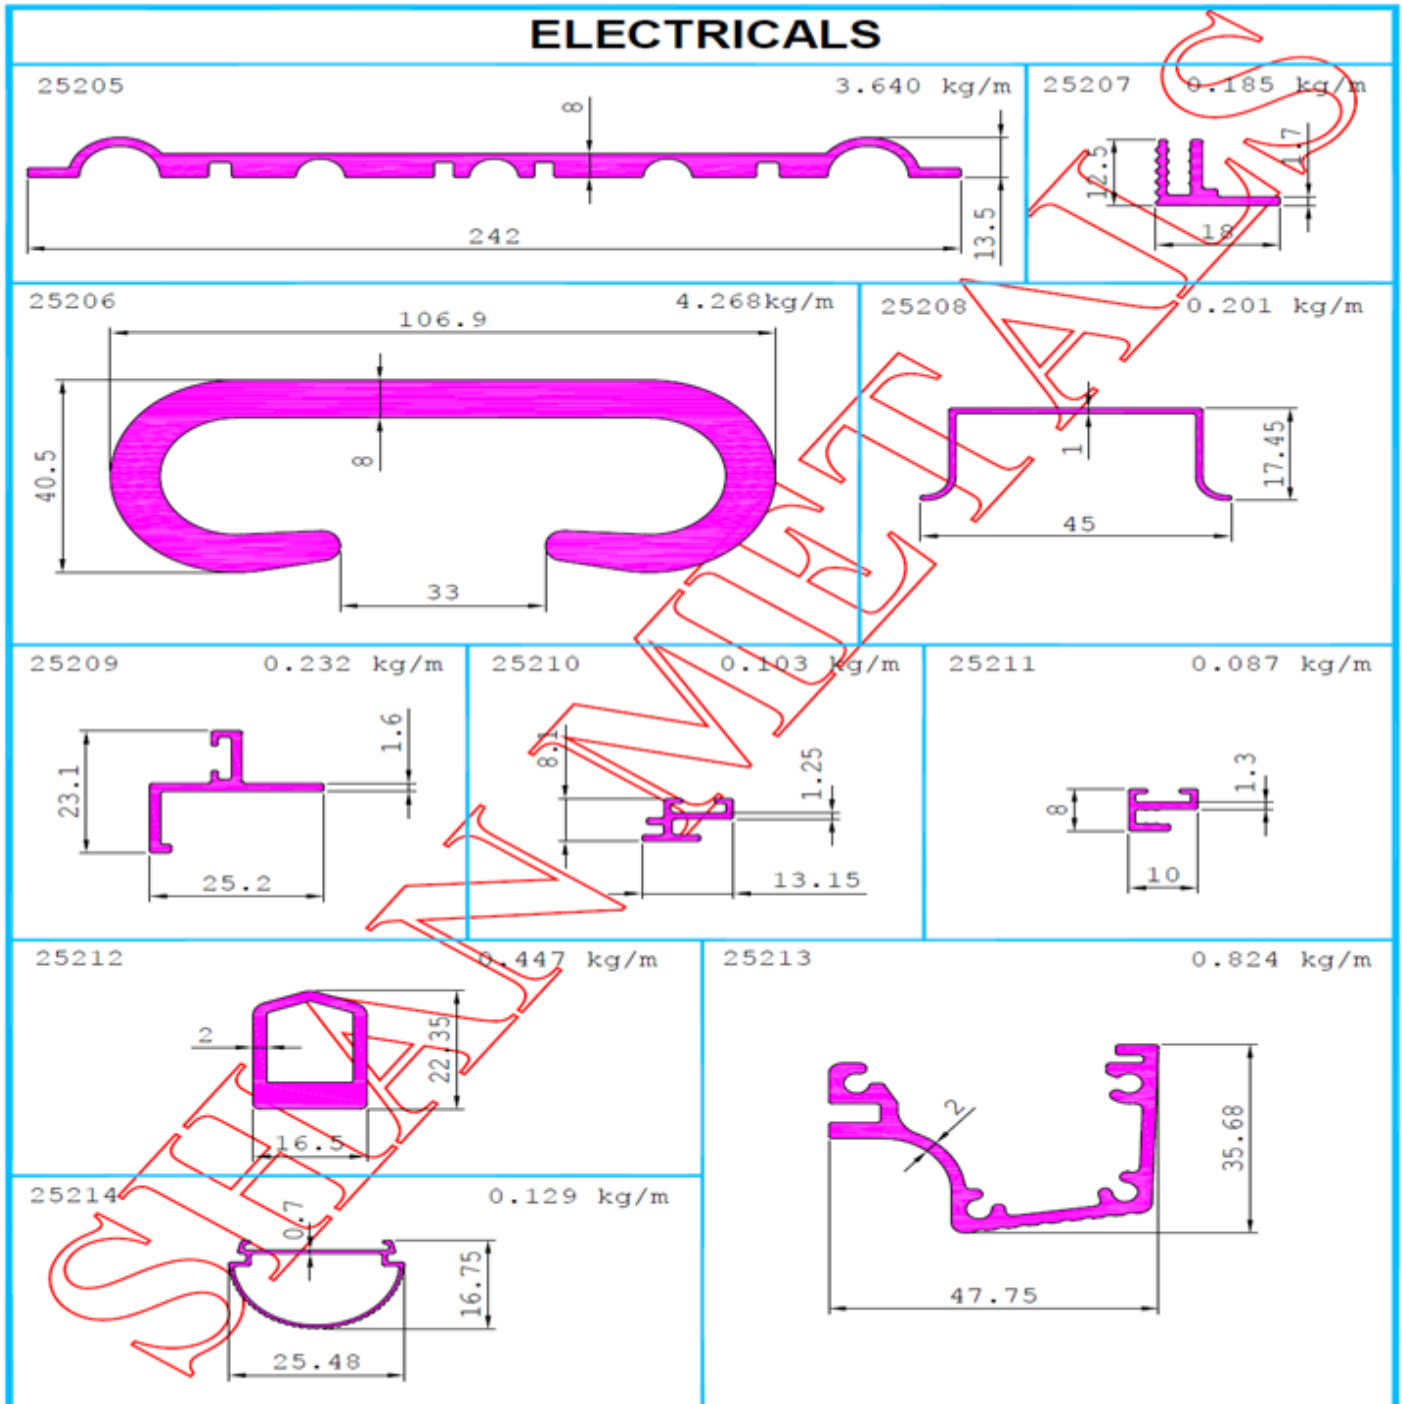 ELECTRICALS
25205 3.640 kg/m
8
13.5
242
25207 0.185 kg/m
12.5
1.7
18
25206 4.268kg/m
106.9
40.5
8
33
25208 0.201 kg/m
1
17.45
45
25209 0.232 kg/m
23.1
1.6
25.2
25210 0.103 kg/m
8.1
1.25
13.15
25211 0.087 kg/m
8
1.3
10
25212 0.447 kg/m
2
22.35
16.5
25213 0.824 kg/m
2
35.68
47.75
25214 0.129 kg/m
0.7
16.75
25.48
SHAN METALS